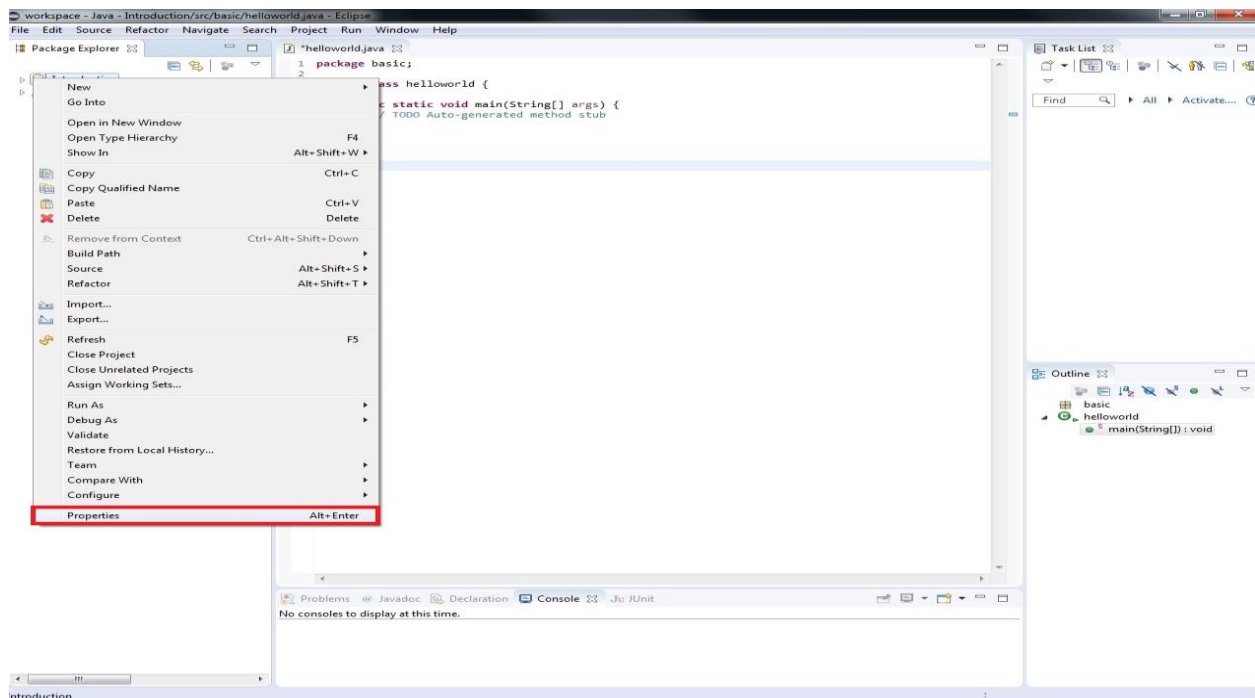 workspace - Java - Introduction/src/basic/helloworld.java - Eclipse
File Edit Source Refactor Navigate Search Project Run Window Help
Package Explorer
New
Go Into
Open in New Window
Open Type Hierarchy F4
Show In Alt+Shift+W
Copy Ctrl+C
Copy Qualified Name
Paste Ctrl+V
Delete Delete
Remove from Context Ctrl+Alt+Shift+Down
Build Path
Source Alt+Shift+S
Refactor Alt+Shift+T
Import...
Export...
Refresh F5
Close Project
Close Unrelated Projects
Assign Working Sets...
Run As
Debug As
Validate
Restore from Local History...
Team
Compare With
Configure
Properties Alt+Enter
*helloworld.java
1 package basic;
2
ass helloworld {
c static void main(String[] args) {
/ TODO Auto-generated method stub
Problems Javadoc Declaration Console JUnit
No consoles to display at this time.
Task List
Find All Activate....
Outline
basic
helloworld
main(String[]) : void
ntroduction